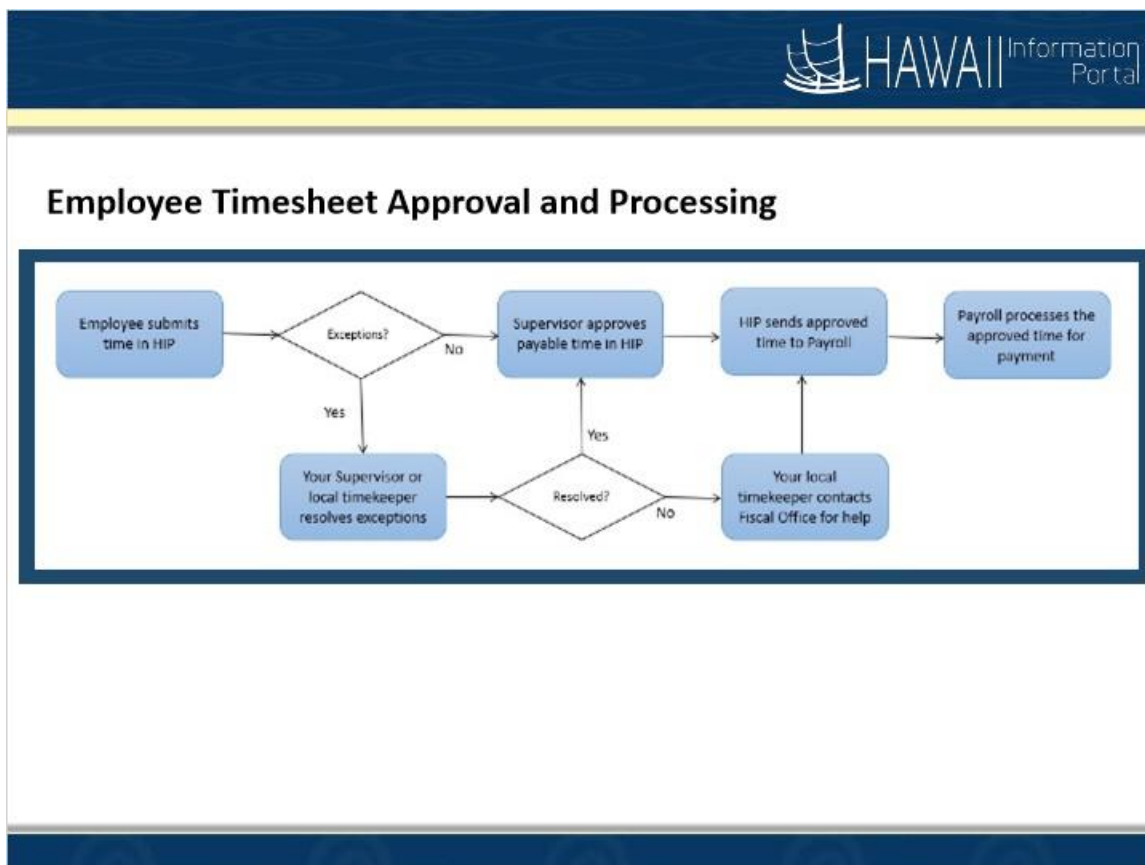 HAWAII Information
Portal
Employee Timesheet Approval and Processing
Employee submits
time in HIP
Exceptions?
No
Supervisor approves
payable time in HIP
HIP sends approved
time to Payroll
Payroll processes the
approved time for
payment
Yes
Your Supervisor or
local timekeeper
resolves exceptions
Resolved?
Yes
No
Your local
timekeeper contacts
Fiscal Office for help